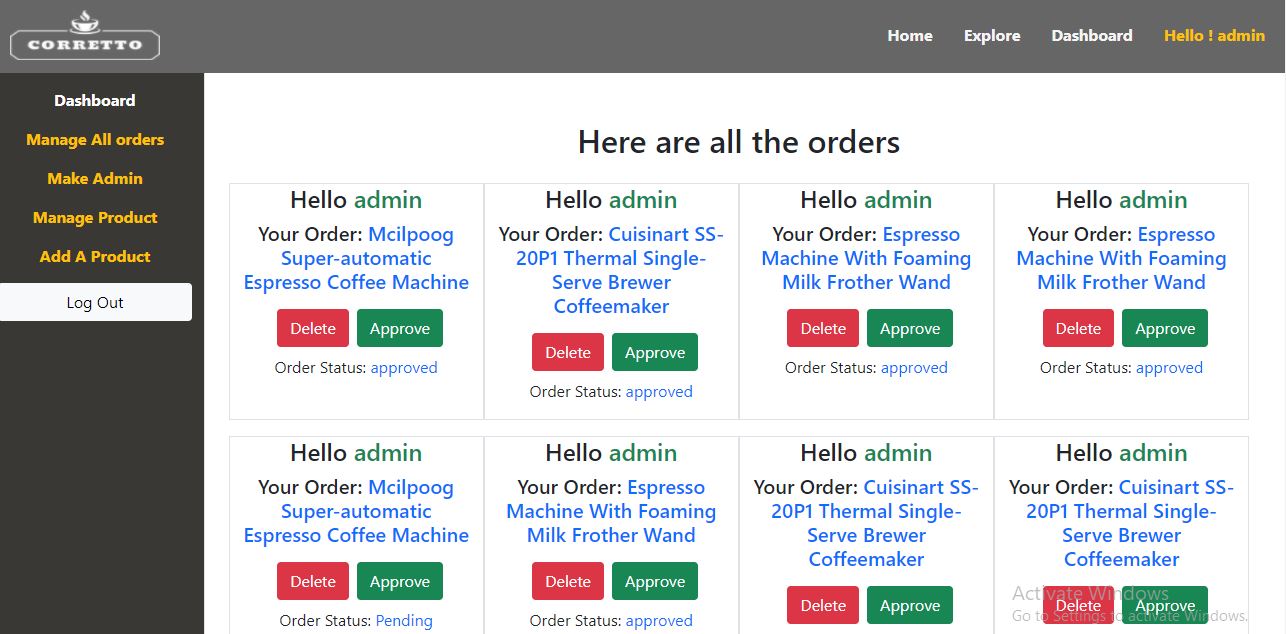 CORRETTO
Home Explore Dashboard Hello ! admin
Dashboard
Manage All orders
Make Admin
Manage Product
Add A Product
Log Out
Here are all the orders
Hello admin
Your Order: Mcilpoog
Super-automatic
Espresso Coffee Machine
Delete Approve
Order Status: approved
Hello admin
Your Order: Cuisinart SS-
20P1 Thermal Single-
Serve Brewer
Coffeemaker
Delete Approve
Order Status: approved
Hello admin
Your Order: Espresso
Machine With Foaming
Milk Frother Wand
Delete Approve
Order Status: approved
Hello admin
Your Order: Espresso
Machine With Foaming
Milk Frother Wand
Delete Approve
Order Status: approved
Hello admin
Your Order: Mcilpoog
Super-automatic
Espresso Coffee Machine
Delete Approve
Order Status: Pending
Hello admin
Your Order: Espresso
Machine With Foaming
Milk Frother Wand
Delete Approve
Order Status: approved
Hello admin
Your Order: Cuisinart SS-
20P1 Thermal Single-
Serve Brewer
Coffeemaker
Delete Approve
Hello admin
Your Order: Cuisinart SS-
20P1 Thermal Single-
Serve Brewer
Coffeemaker
Delete Approve
Activate Windows
Go to Settings to activate Windows.